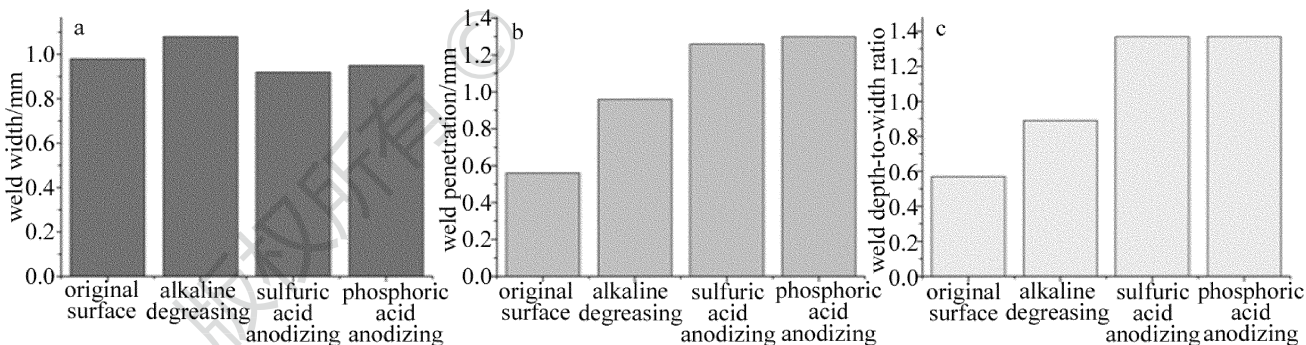 a
weld width/mm
1.0
0.8
0.6
0.4
0.2
0.0
original
surface
alkaline
degreasing
sulfuric
acid
anodizing
phosphoric
acid
anodizing
b
weld penetration/mm
1.4
1.2
1.0
0.8
0.6
0.4
0.2
0.0
original
surface
alkaline
degreasing
sulfuric
acid
anodizing
phosphoric
acid
anodizing
c
weld depth-to-width ratio
1.4
1.2
1.0
0.8
0.6
0.4
0.2
0.0
original
surface
alkaline
degreasing
sulfuric
acid
anodizing
phosphoric
acid
anodizing
版权所有 ©